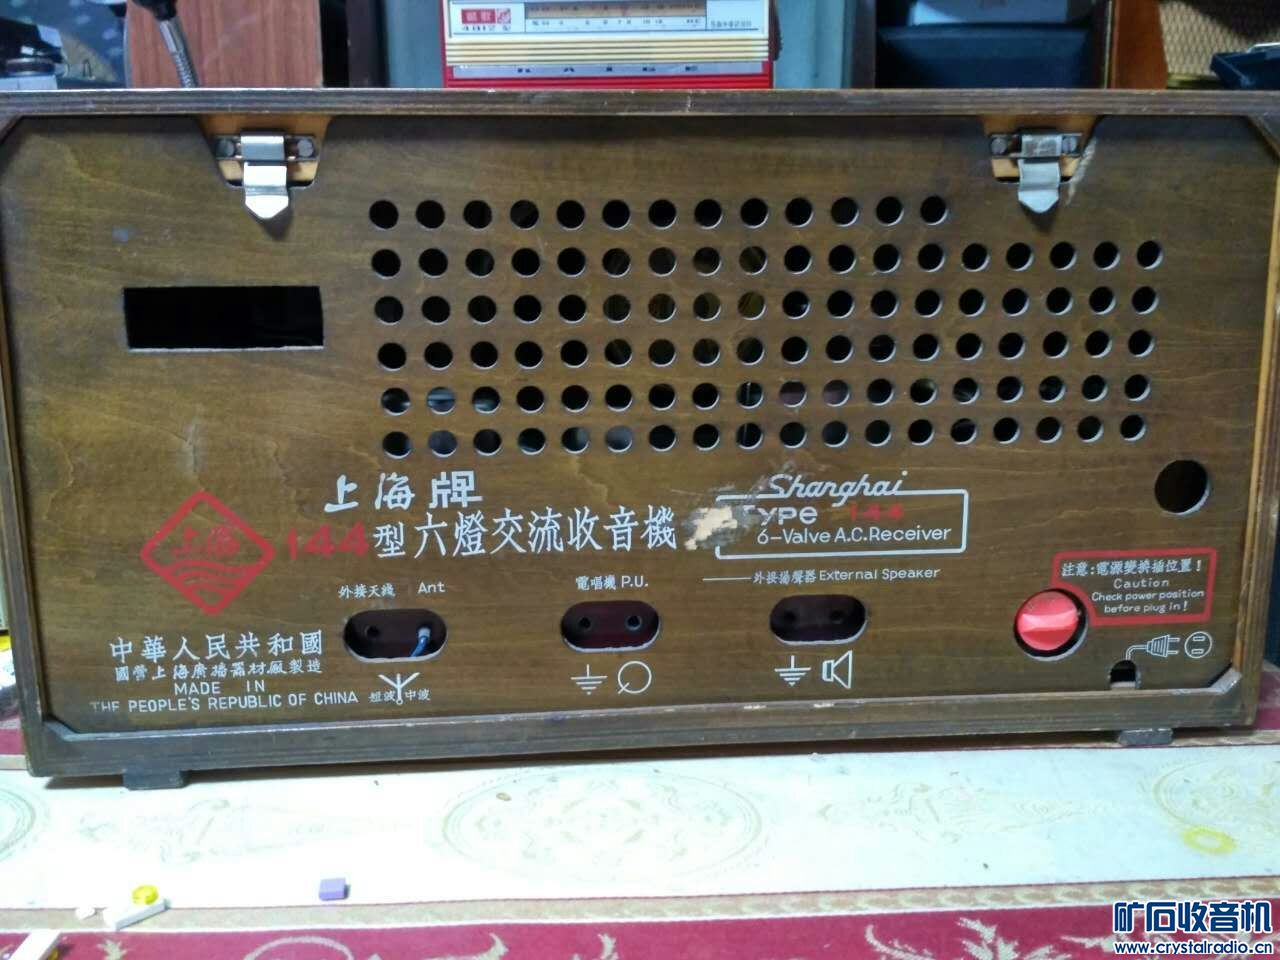 上海牌
144型六燈交流收音機
上海
Shanghai
Type 144
6-Valve A.C.Receiver
外接天綫 Ant
電唱機 P.U.
外接揚聲器 External Speaker
注意:電源變換插位置!
Caution
Check power position
before plug in!
中華人民共和國
國營上海廣播器材廠製造
MADE IN
THE PEOPLE'S REPUBLIC OF CHINA
短波 中波
矿石收音机
www.crystalradio.cn